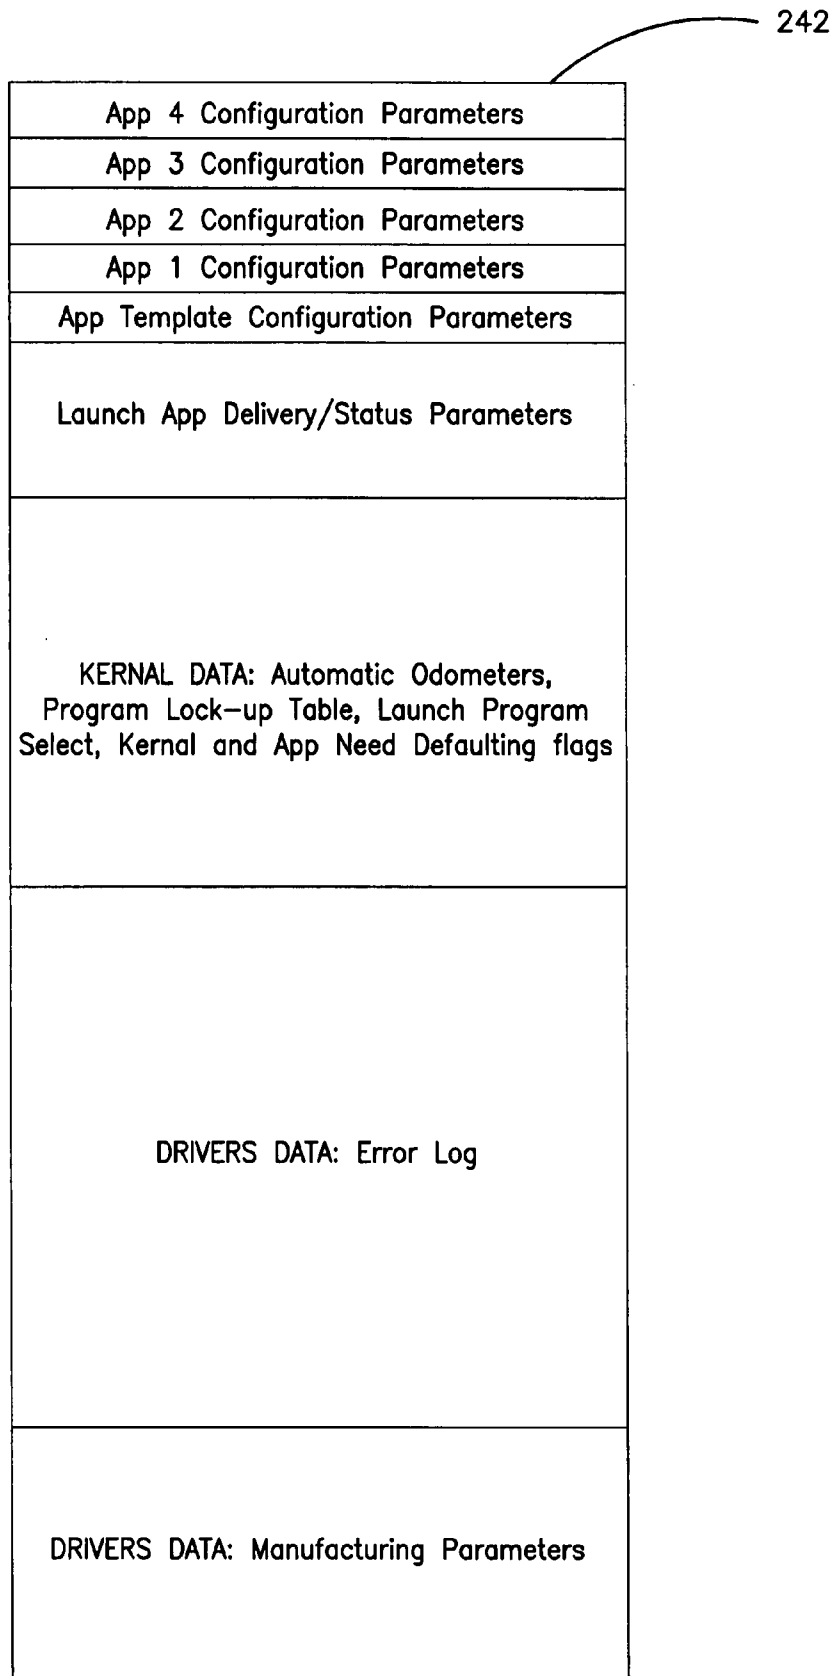 242
App 4 Configuration Parameters
App 3 Configuration Parameters
App 2 Configuration Parameters
App 1 Configuration Parameters
App Template Configuration Parameters
Launch App Delivery/Status Parameters
KERNAL DATA: Automatic Odometers,
Program Lock-up Table, Launch Program
Select, Kernal and App Need Defaulting flags
DRIVERS DATA: Error Log
DRIVERS DATA: Manufacturing Parameters